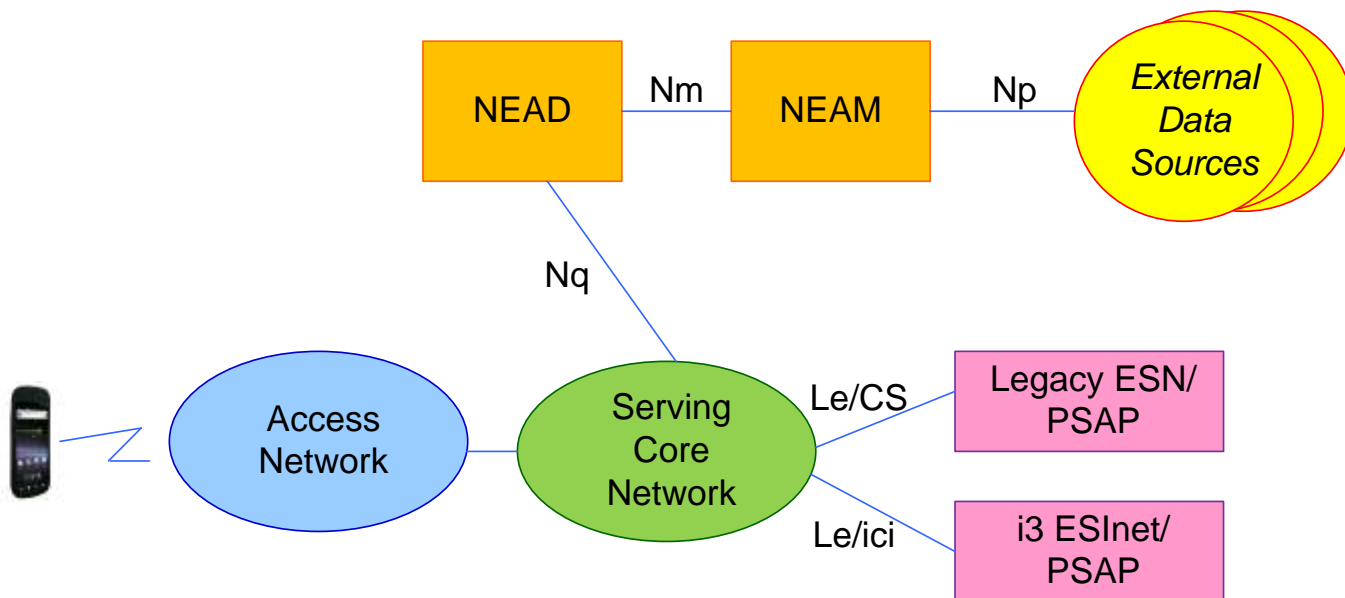 NEAD
Nm
NEAM
Np
External
Data
Sources
Nq
Access
Network
Serving
Core
Network
Le/CS
Legacy ESN/
PSAP
Le/ici
i3 ESInet/
PSAP